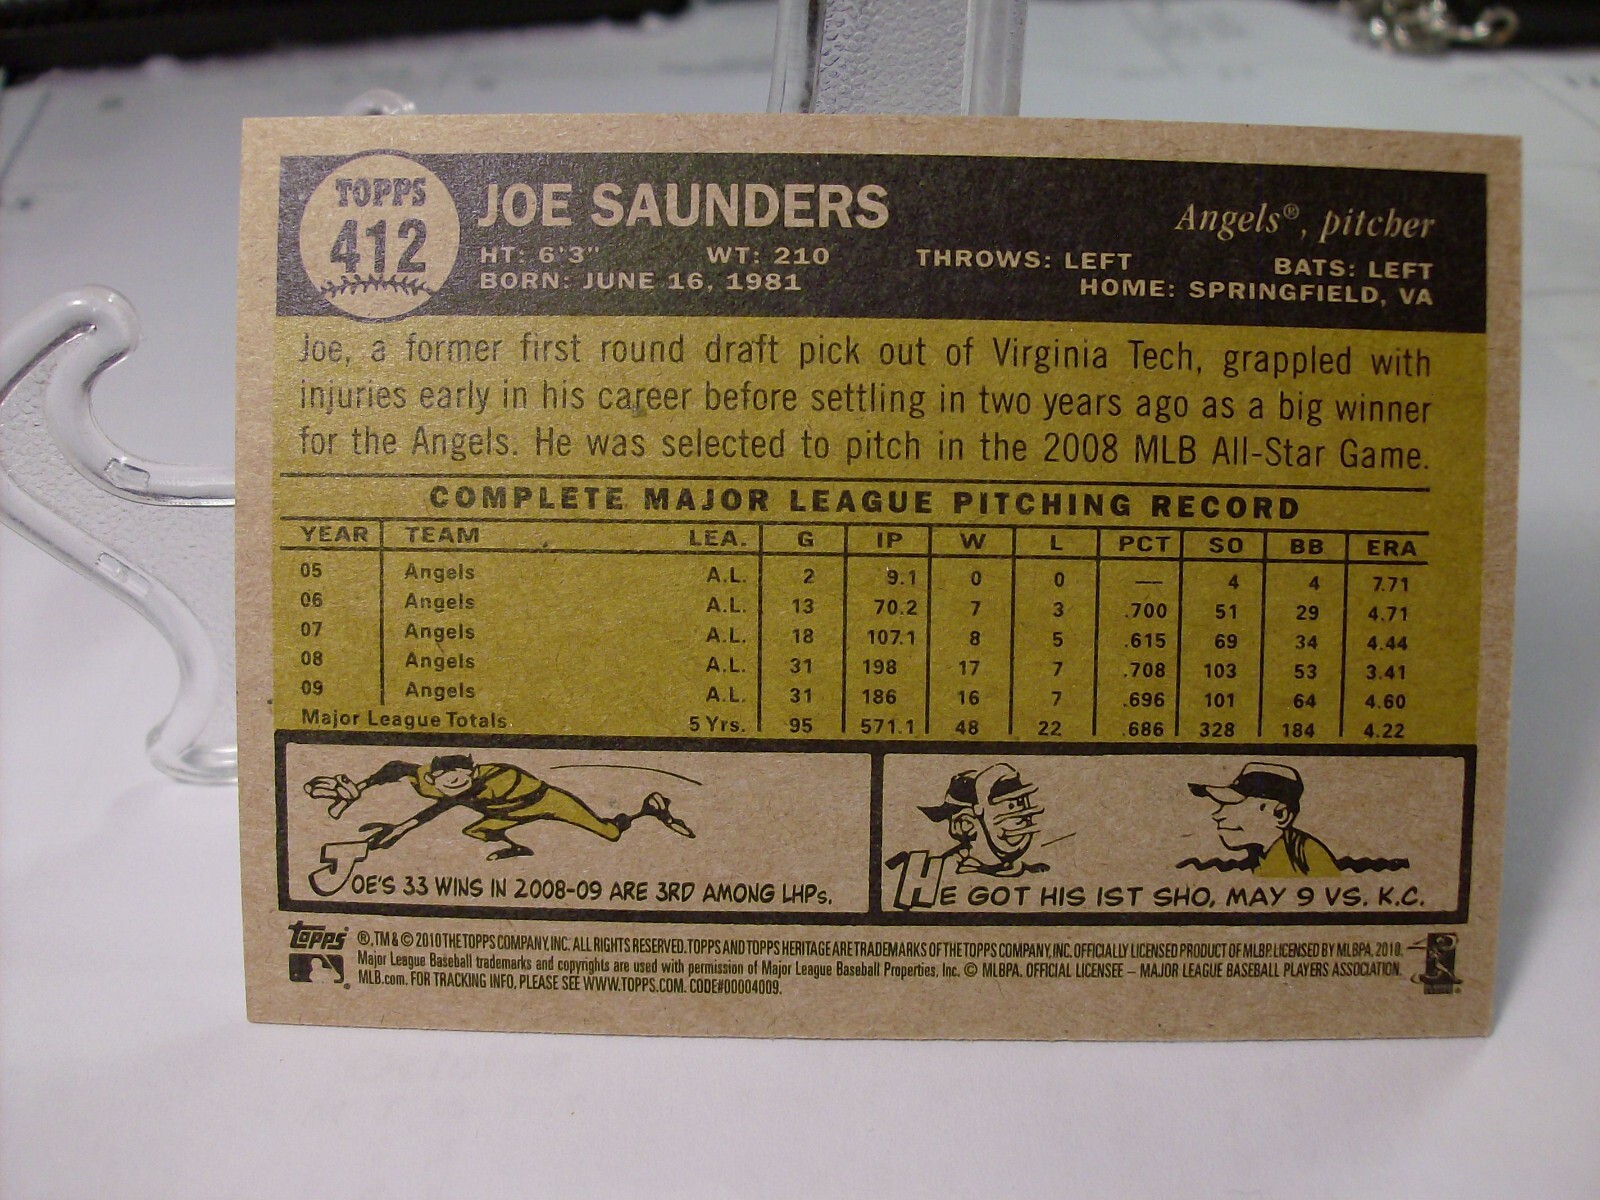 TOPPS
412
JOE SAUNDERS
Angels®, pitcher
HT: 6'3" WT: 210 THROWS: LEFT BATS: LEFT
BORN: JUNE 16, 1981 HOME: SPRINGFIELD, VA
Joe, a former first round draft pick out of Virginia Tech, grappled with
injuries early in his career before settling in two years ago as a big winner
for the Angels. He was selected to pitch in the 2008 MLB All-Star Game.
COMPLETE MAJOR LEAGUE PITCHING RECORD
YEAR TEAM LEA. G IP W L PCT SO BB ERA
05 Angels A.L. 2 9.1 0 0 — 4 4 7.71
06 Angels A.L. 13 70.2 7 3 .700 51 29 4.71
07 Angels A.L. 18 107.1 8 5 .615 69 34 4.44
08 Angels A.L. 31 198 17 7 .708 103 53 3.41
09 Angels A.L. 31 186 16 7 .696 101 64 4.60
Major League Totals 5 Yrs. 95 571.1 48 22 .686 328 184 4.22
JOE'S 33 WINS IN 2008-09 ARE 3RD AMONG LHPs.
HE GOT HIS 1ST SHO, MAY 9 VS. K.C.
topps ®, TM & © 2010 THE TOPPS COMPANY, INC. ALL RIGHTS RESERVED. TOPPS AND TOPPS HERITAGE ARE TRADEMARKS OF THE TOPPS COMPANY, INC. OFFICIALLY LICENSED PRODUCT OF MLBP. LICENSED BY MLBPA, 2010.
Major League Baseball trademarks and copyrights are used with permission of Major League Baseball Properties, Inc. © MLBPA. OFFICIAL LICENSEE – MAJOR LEAGUE BASEBALL PLAYERS ASSOCIATION.
MLB.com. FOR TRACKING INFO, PLEASE SEE WWW.TOPPS.COM. CODE#00004009.